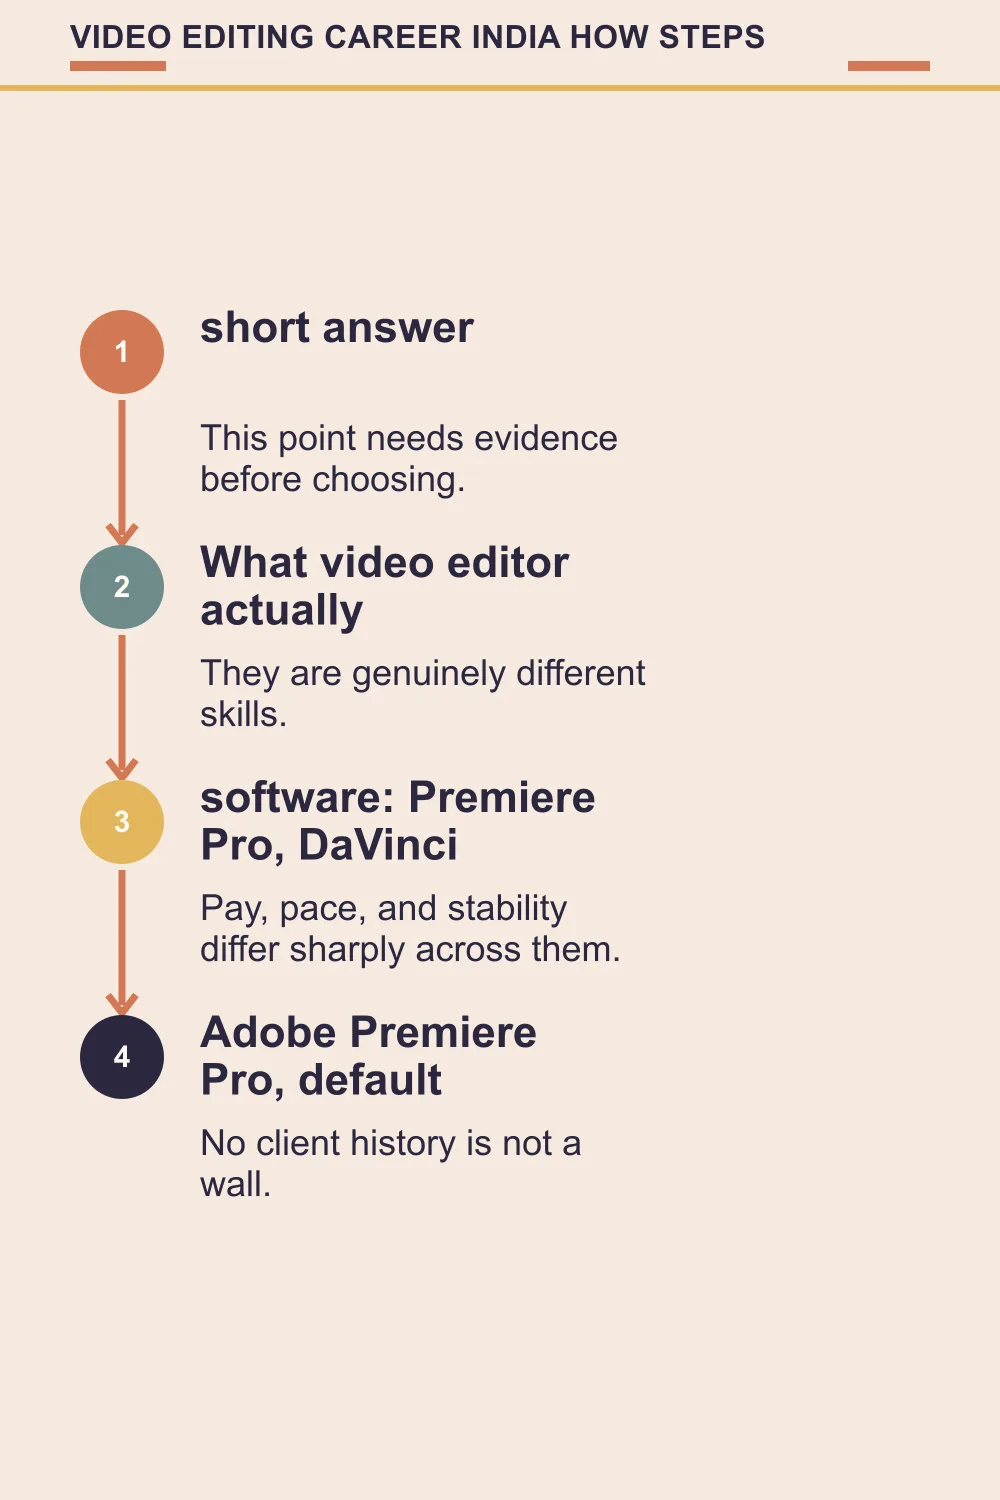 VIDEO EDITING CAREER INDIA HOW STEPS
1
short answer
This point needs evidence
before choosing.
2
What video editor
actually
They are genuinely different
skills.
3
software: Premiere
Pro, DaVinci
Pay, pace, and stability
differ sharply across them.
4
Adobe Premiere
Pro, default
No client history is not a
wall.